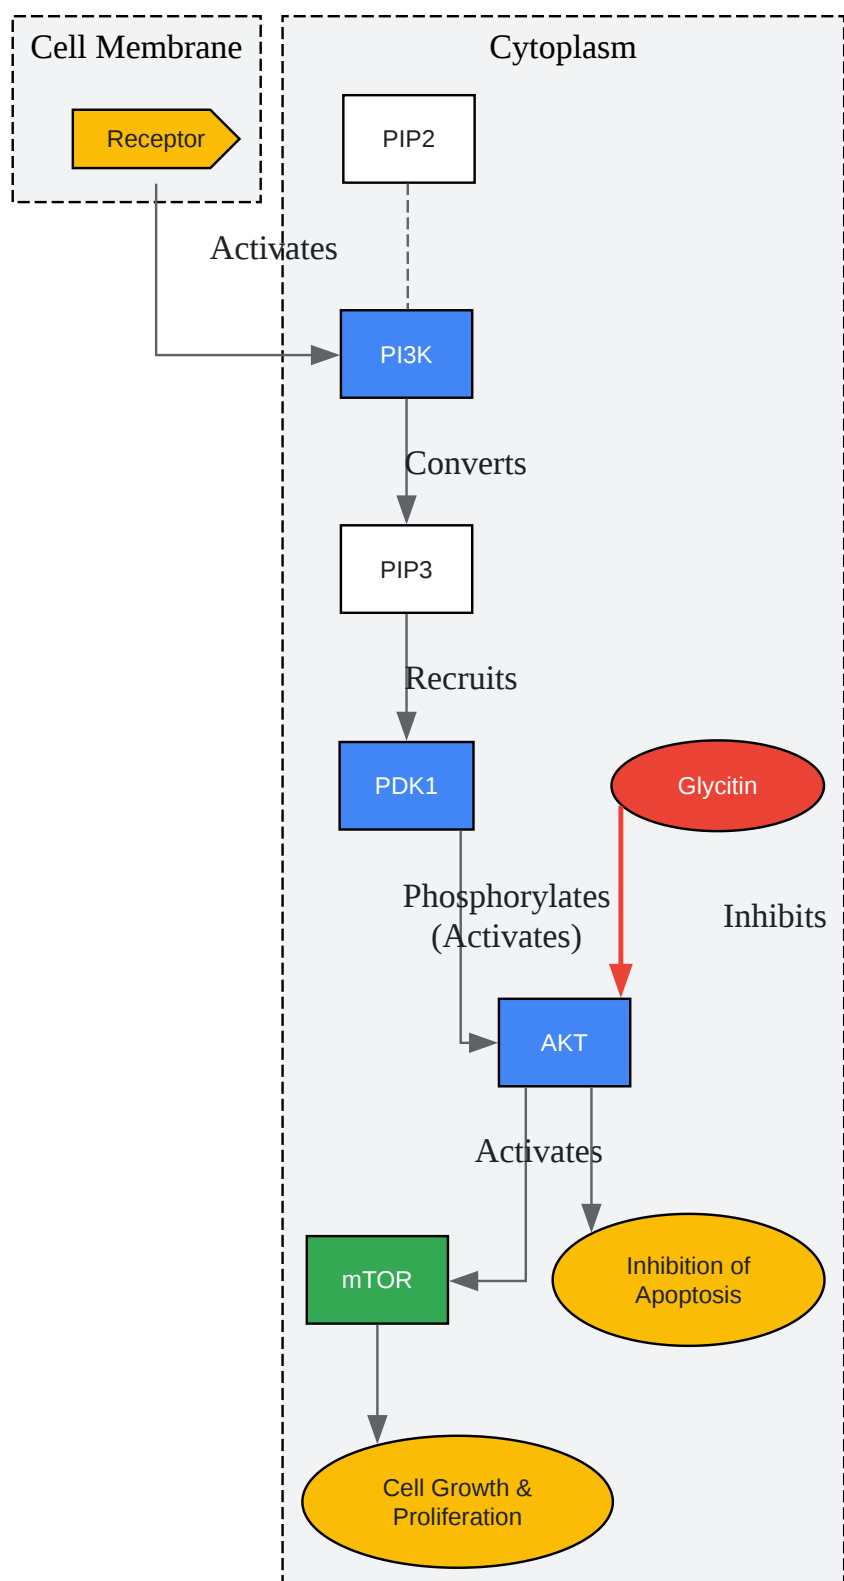 Cell Membrane
Cytoplasm
Receptor
PIP2
Activates
PI3K
Converts
PIP3
Recruits
PDK1
Glycitin
Phosphorylates
(Activates)
Inhibits
AKT
Activates
mTOR
Inhibition of
Apoptosis
Cell Growth &
Proliferation